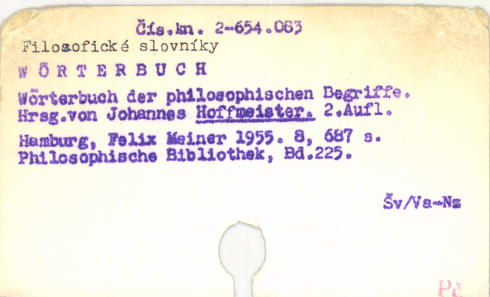 Čís.kn. 2-654.083
Filosofické slovníky
WÖRTERBUCH
Wörterbuch der philosophischen Begriffe.
Hrsg.von Johannes Hoffmeister. 2.Aufl.
Hamburg, Felix Meiner 1955. 8, 687 s.
Philosophische Bibliothek, Bd.225.
Šv/Va-Nz